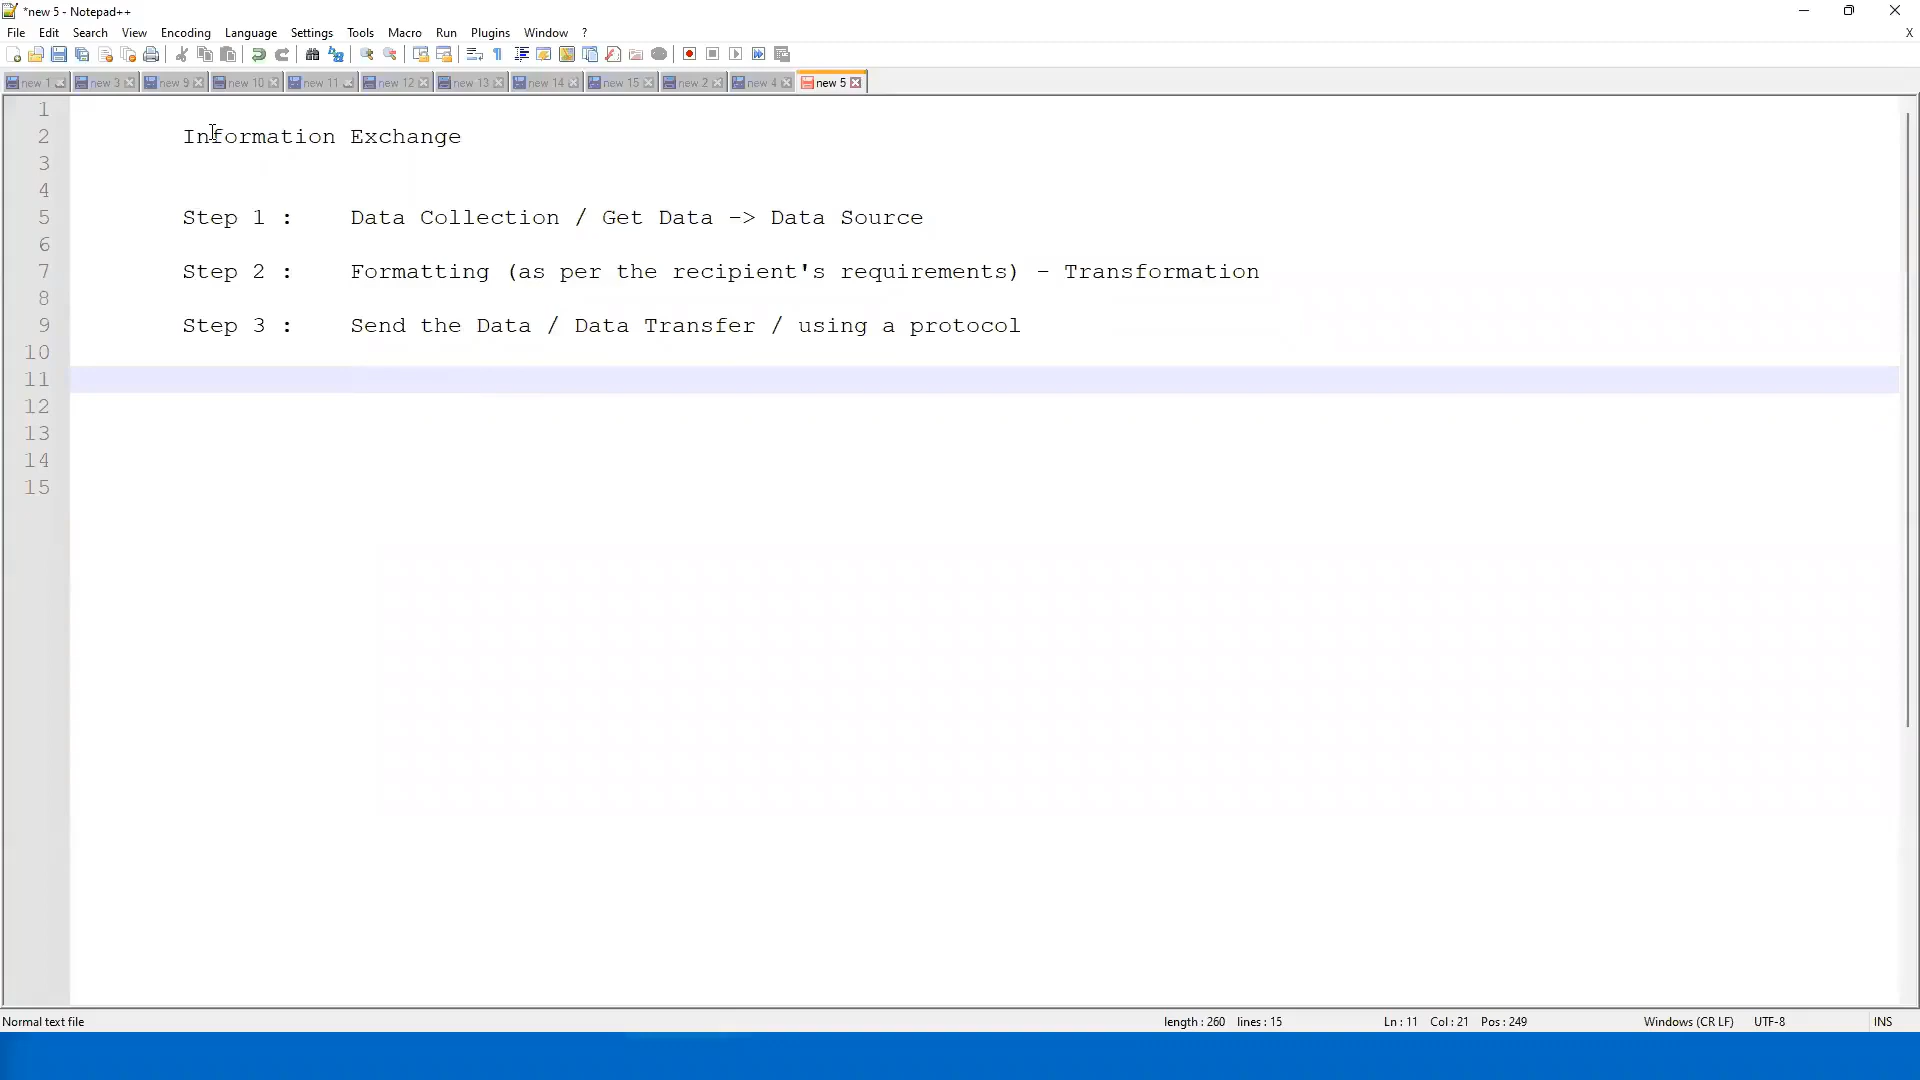 *new 5 - Notepad++
File Edit Search View Encoding Language Settings Tools Macro Run Plugins Window ? X
new 1 new 3 new 9 new 10 new 11 new 12 new 13 new 14 new 15 new 2 new 4 new 5
1
2 Information Exchange
3
4
5 Step 1 : Data Collection / Get Data -> Data Source
6
7 Step 2 : Formatting (as per the recipient's requirements) - Transformation
8
9 Step 3 : Send the Data / Data Transfer / using a protocol
10
11
12
13
14
15
Normal text file length : 260 lines : 15 Ln : 11 Col : 21 Pos : 249 Windows (CR LF) UTF-8 INS